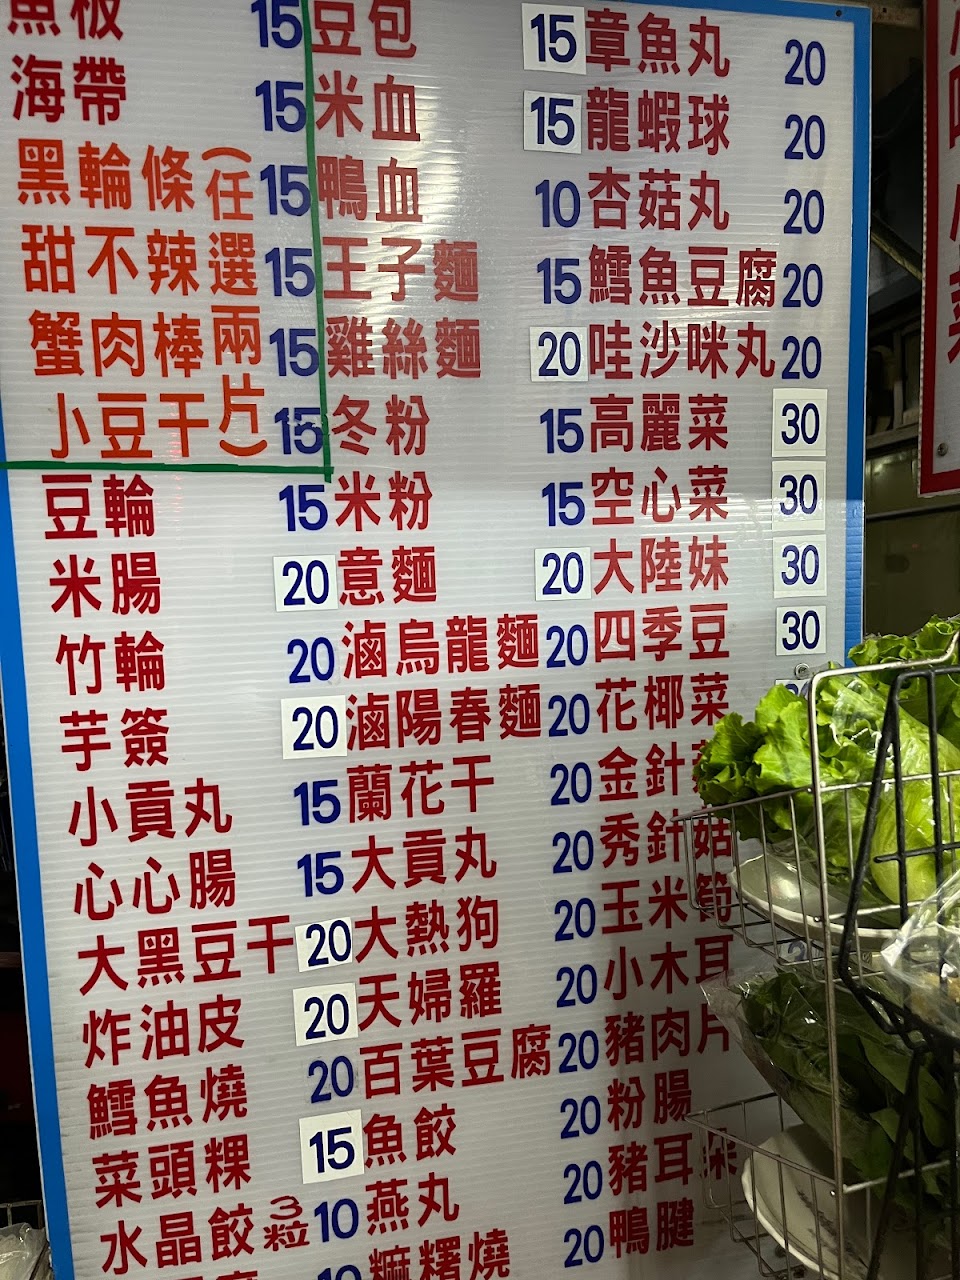 魚板 15
海帶 15
黑輪條 15
甜不辣 15
蟹肉棒 15
小豆干 15
(任選兩片)
豆輪 15
米腸 20
竹輪 20
芋簽 20
小貢丸 15
心心腸 15
大黑豆干 20
炸油皮 20
鱈魚燒 20
菜頭粿 15
水晶餃3粒 10
10
豆包 15
米血 15
鴨血 10
王子麵 15
雞絲麵 20
冬粉 15
米粉 15
意麵 20
滷烏龍麵 20
滷陽春麵 20
蘭花干 20
大貢丸 20
大熱狗 20
天婦羅 20
百葉豆腐 20
魚餃 20
燕丸 20
麻糬燒 20
章魚丸 20
龍蝦球 20
杏菇丸 20
鱈魚豆腐 20
哇沙咪丸 20
高麗菜 30
空心菜 30
大陸妹 30
四季豆 30
花椰菜
金針
秀針菇
玉米筍
小木耳
豬肉片
粉腸
豬耳朵
鴨腱